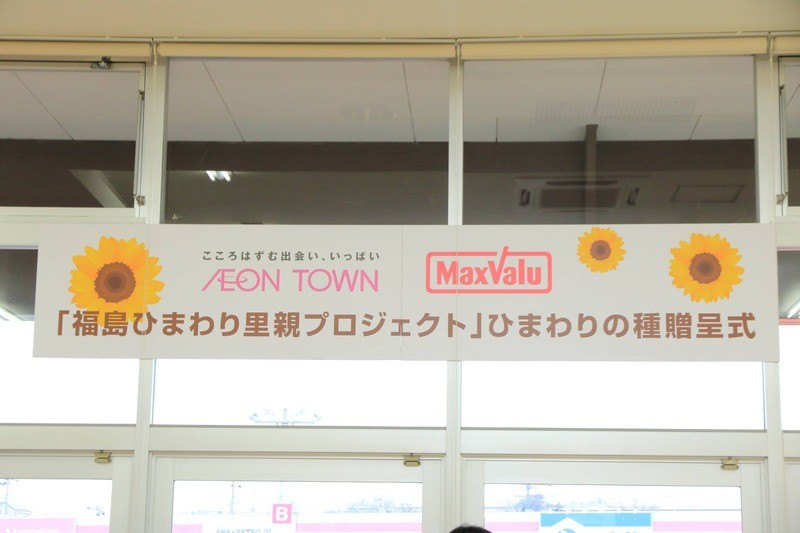 こころはずむ出会い、いっぱい
ÆON TOWN
MaxValu
「福島ひまわり里親プロジェクト」ひまわりの種贈呈式
B